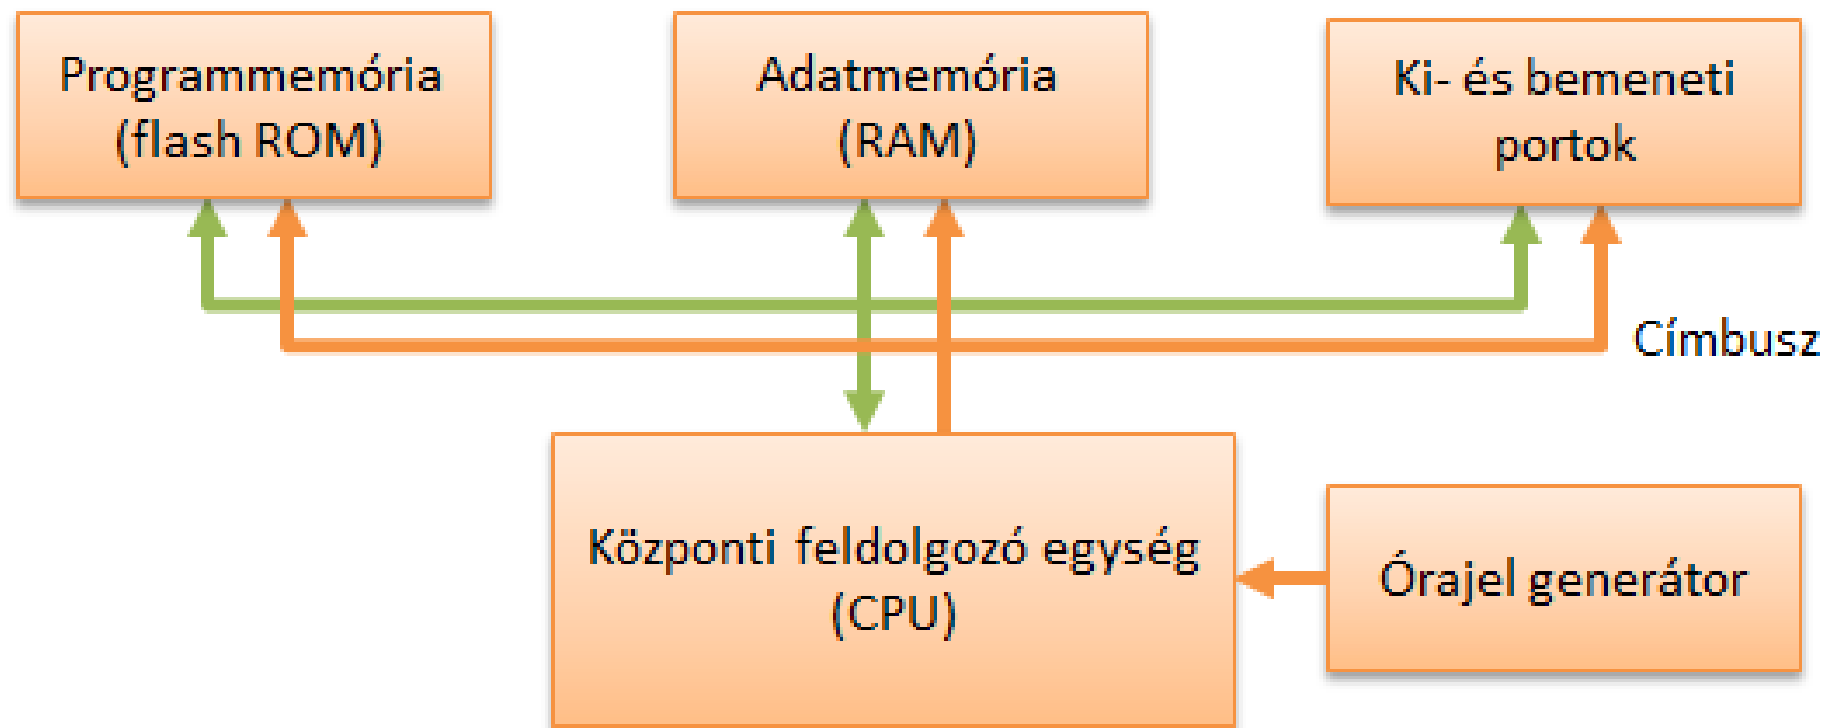 Programmemória
(flash ROM)
Adatmemória
(RAM)
Ki- és bemeneti
portok
Címbusz
Központi feldolgozó egység
(CPU)
Órajel generátor